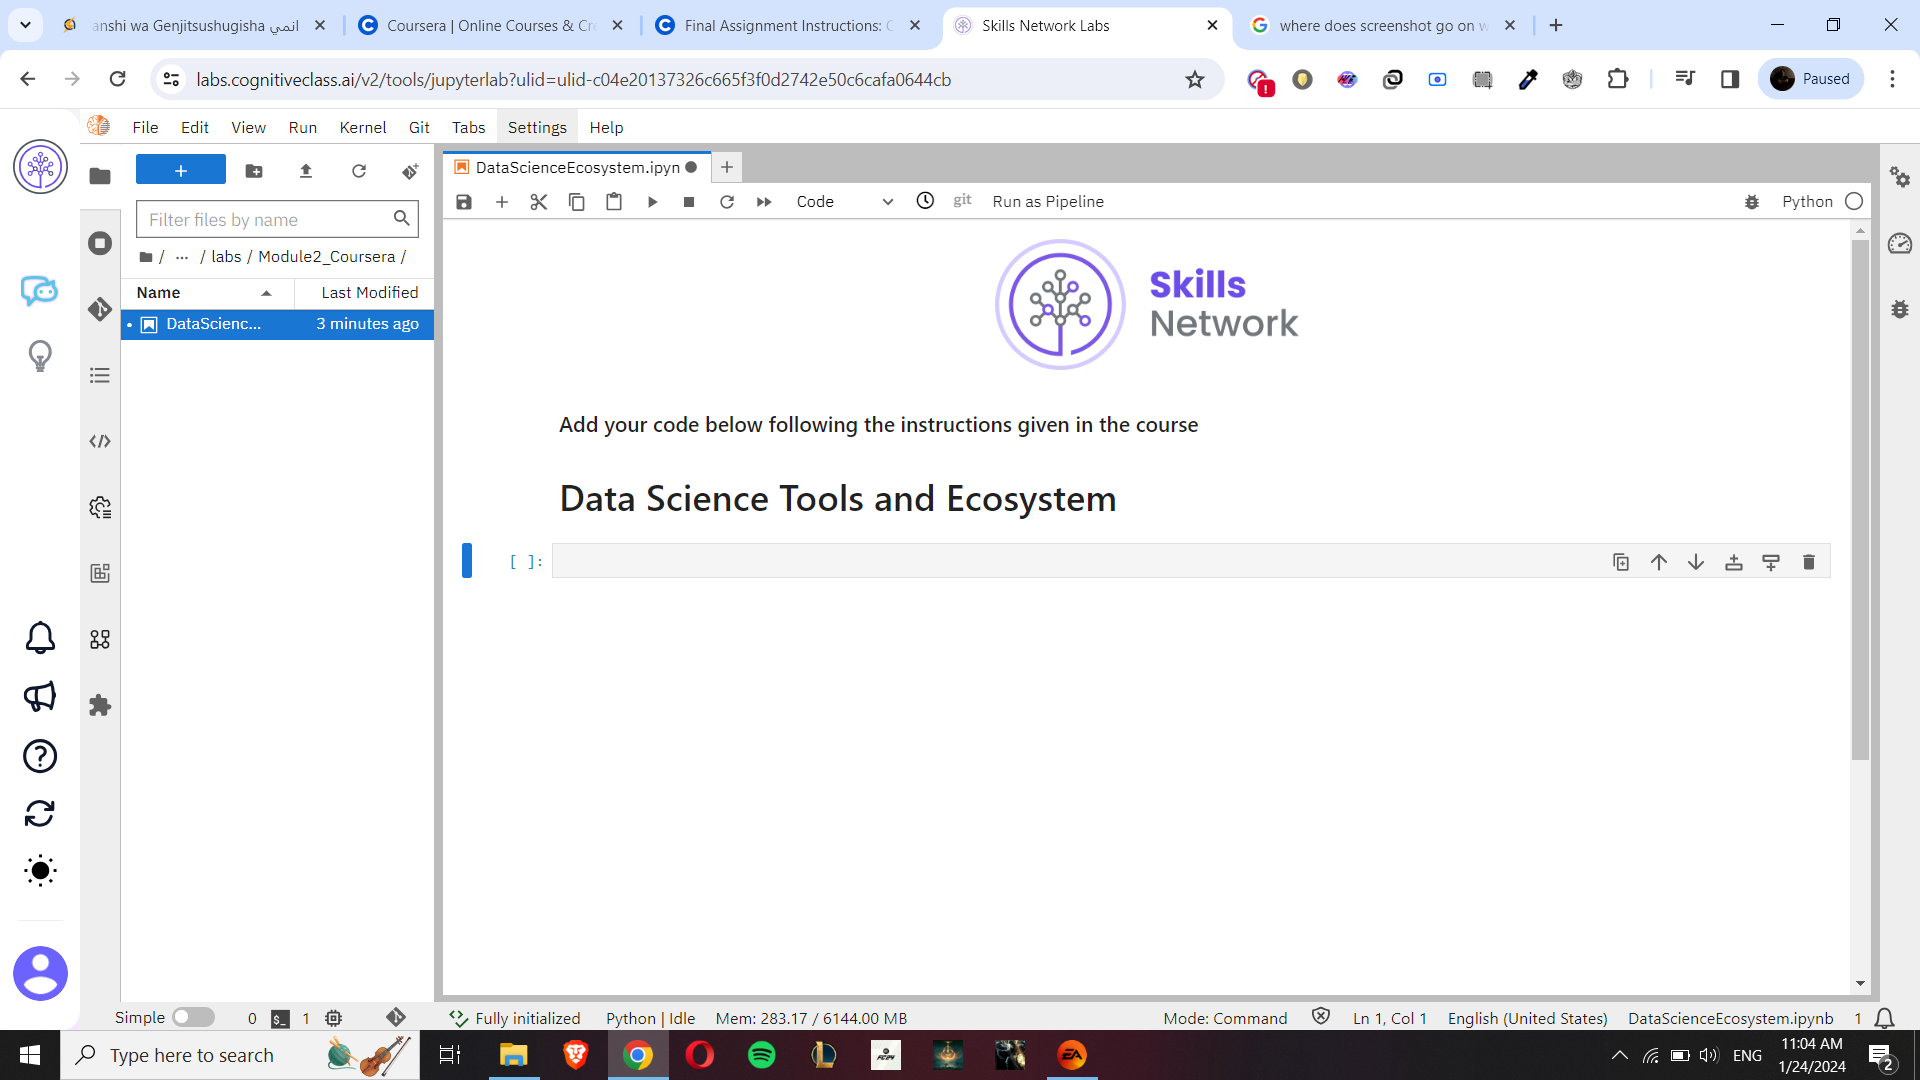 anshi wa Genjitsushugisha انمي
Coursera | Online Courses & Cr
Final Assignment Instructions: C
Skills Network Labs
where does screenshot go on w
labs.cognitiveclass.ai/v2/tools/jupyterlab?ulid=ulid-c04e20137326c665f3f0d2742e50c6cafa0644cb
Paused
File Edit View Run Kernel Git Tabs Settings Help
DataScienceEcosystem.ipyn
Code
git
Run as Pipeline
Python
Filter files by name
/ ... / labs / Module2_Coursera /
Name Last Modified
DataScienc... 3 minutes ago
Skills
Network
Add your code below following the instructions given in the course
Data Science Tools and Ecosystem
[ ]:
Simple 0 $_ 1
Fully initialized Python | Idle Mem: 283.17 / 6144.00 MB
Mode: Command Ln 1, Col 1 English (United States) DataScienceEcosystem.ipynb 1
Type here to search
FC24
EA
ENG
11:04 AM
1/24/2024
2